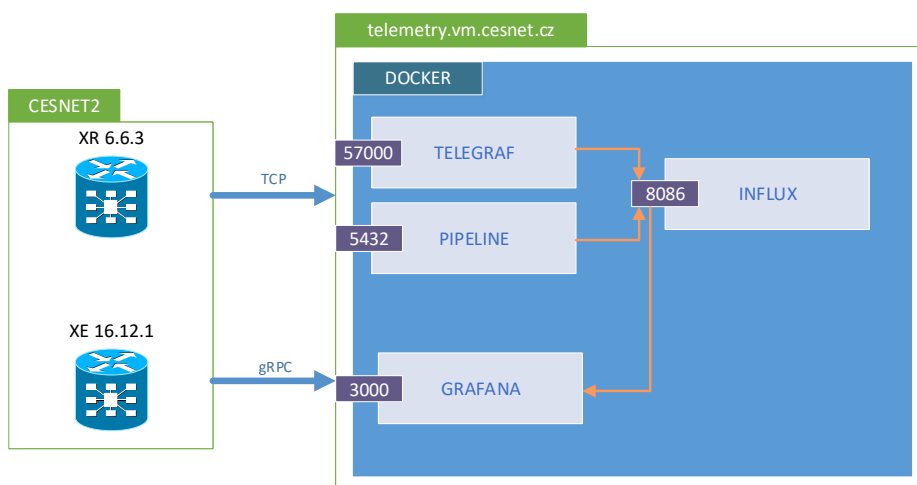 telemetry.vm.cesnet.cz
DOCKER
CESNET2
XR 6.6.3
57000
TELEGRAF
TCP
8086
INFLUX
5432
PIPELINE
XE 16.12.1
gRPC
3000
GRAFANA